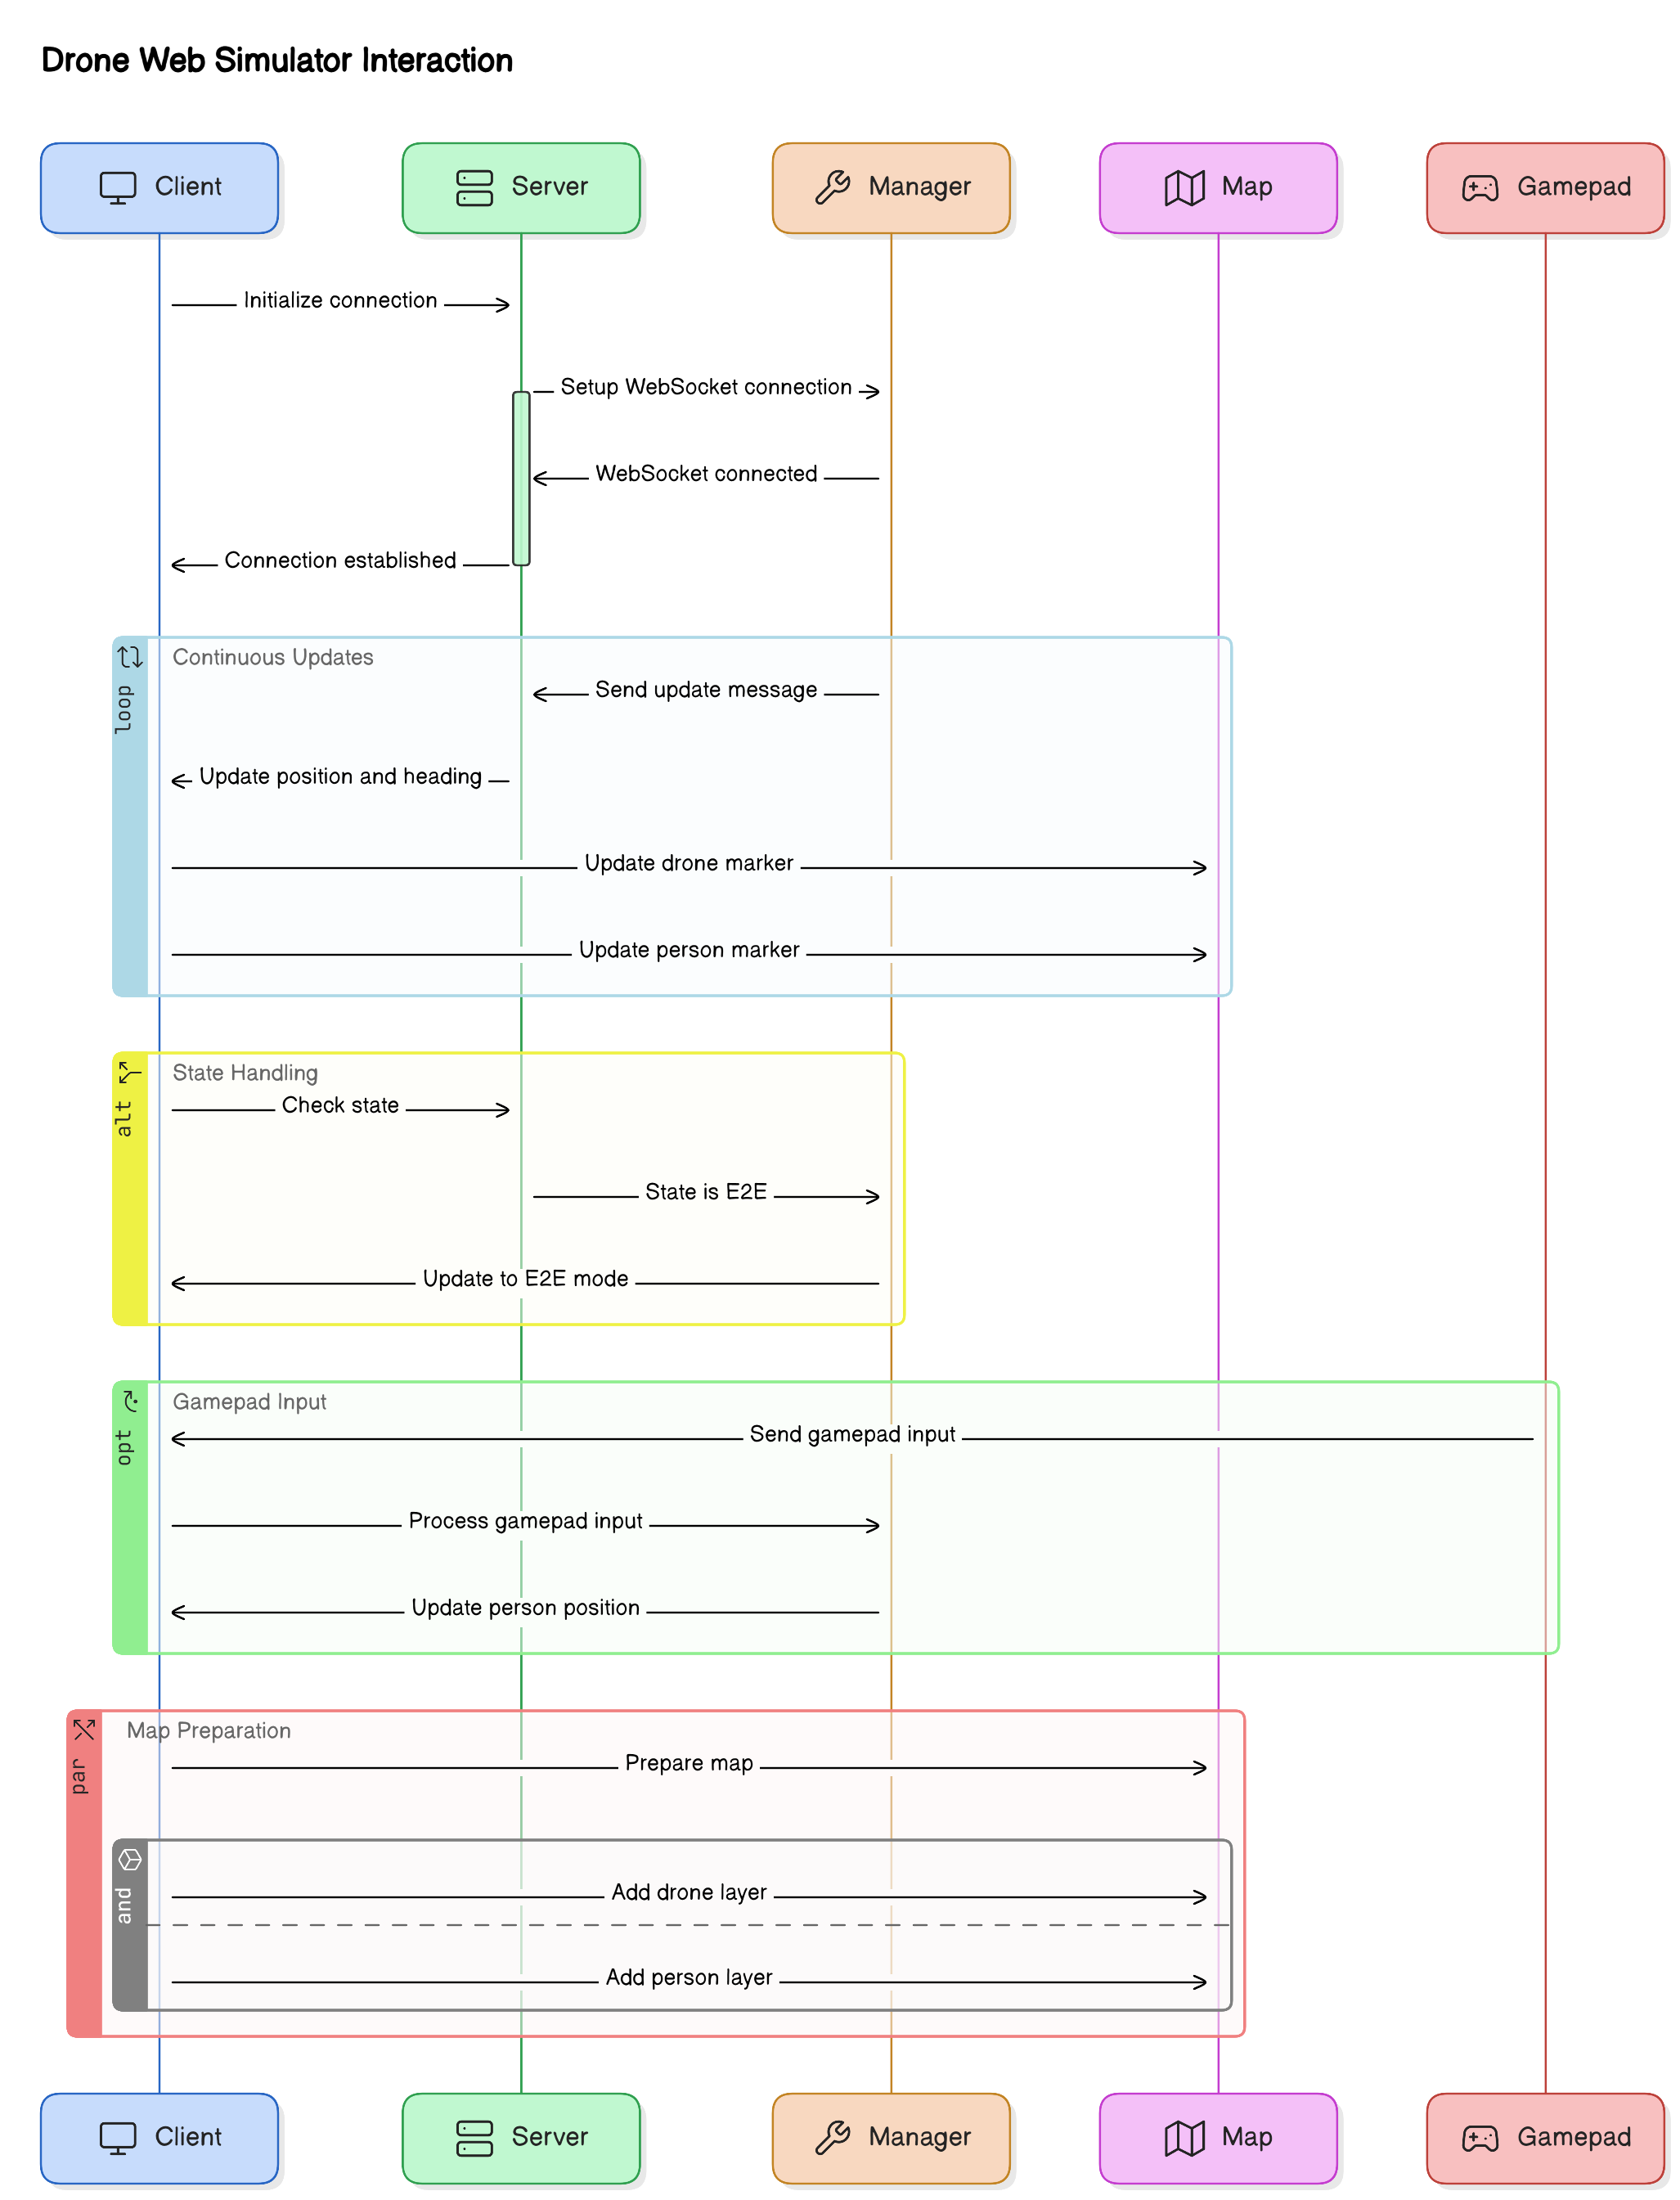 Drone Web Simulator Interaction
Client
Server
Manager
Map
Gamepad
Initialize connection
Setup WebSocket connection
WebSocket connected
Connection established
loop
Continuous Updates
Send update message
Update position and heading
Update drone marker
Update person marker
alt
State Handling
Check state
State is E2E
Update to E2E mode
opt
Gamepad Input
Send gamepad input
Process gamepad input
Update person position
par
Map Preparation
Prepare map
and
Add drone layer
Add person layer
Client
Server
Manager
Map
Gamepad